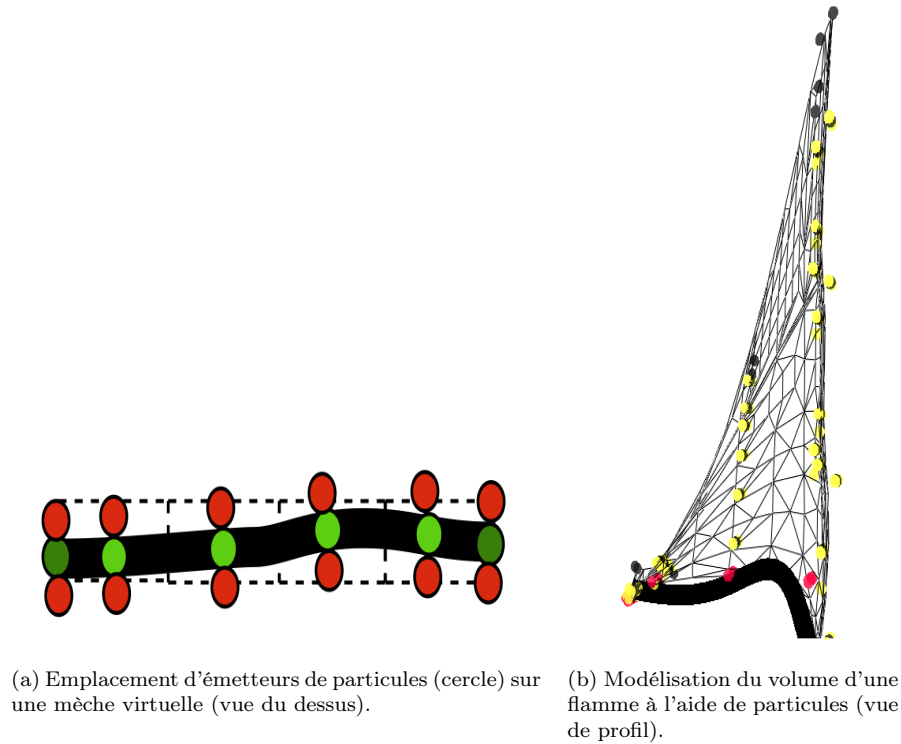 (a) Emplacement d'émetteurs de particules (cercle) sur
une mèche virtuelle (vue du dessus).
(b) Modélisation du volume d'une
flamme à l'aide de particules (vue
de profil).